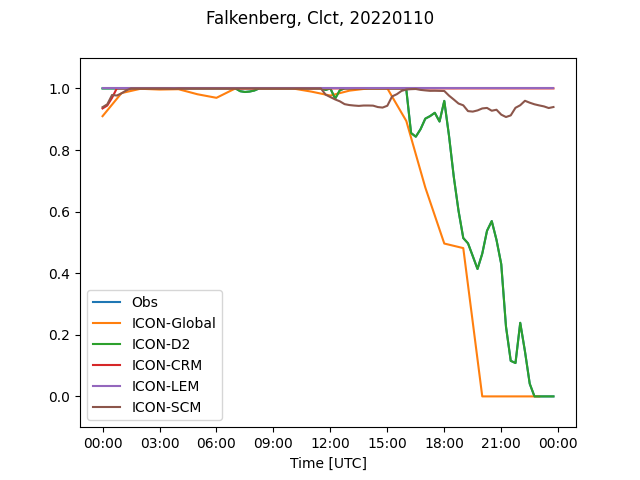 Falkenberg, Clct, 20220110
1.0
0.8
0.6
0.4
0.2
0.0
Obs
ICON-Global
ICON-D2
ICON-CRM
ICON-LEM
ICON-SCM
00:00 03:00 06:00 09:00 12:00 15:00 18:00 21:00 00:00
Time [UTC]